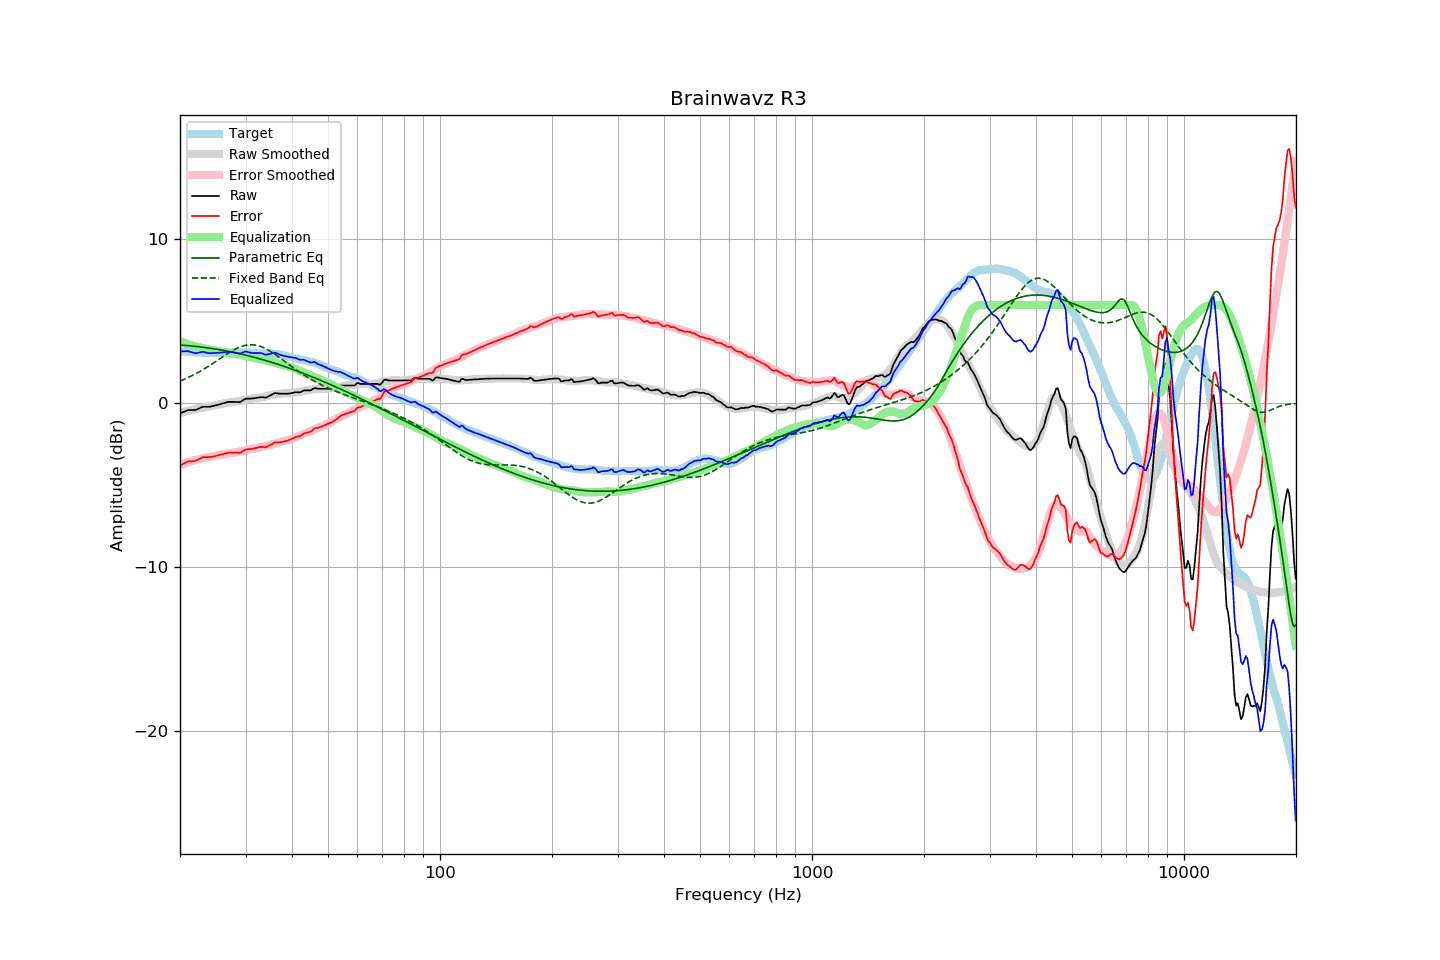 Brainwavz R3
Target
Raw Smoothed
Error Smoothed
Raw
Error
Equalization
Parametric Eq
Fixed Band Eq
Equalized
10
0
−10
−20
Amplitude (dBr)
100
1000
10000
Frequency (Hz)